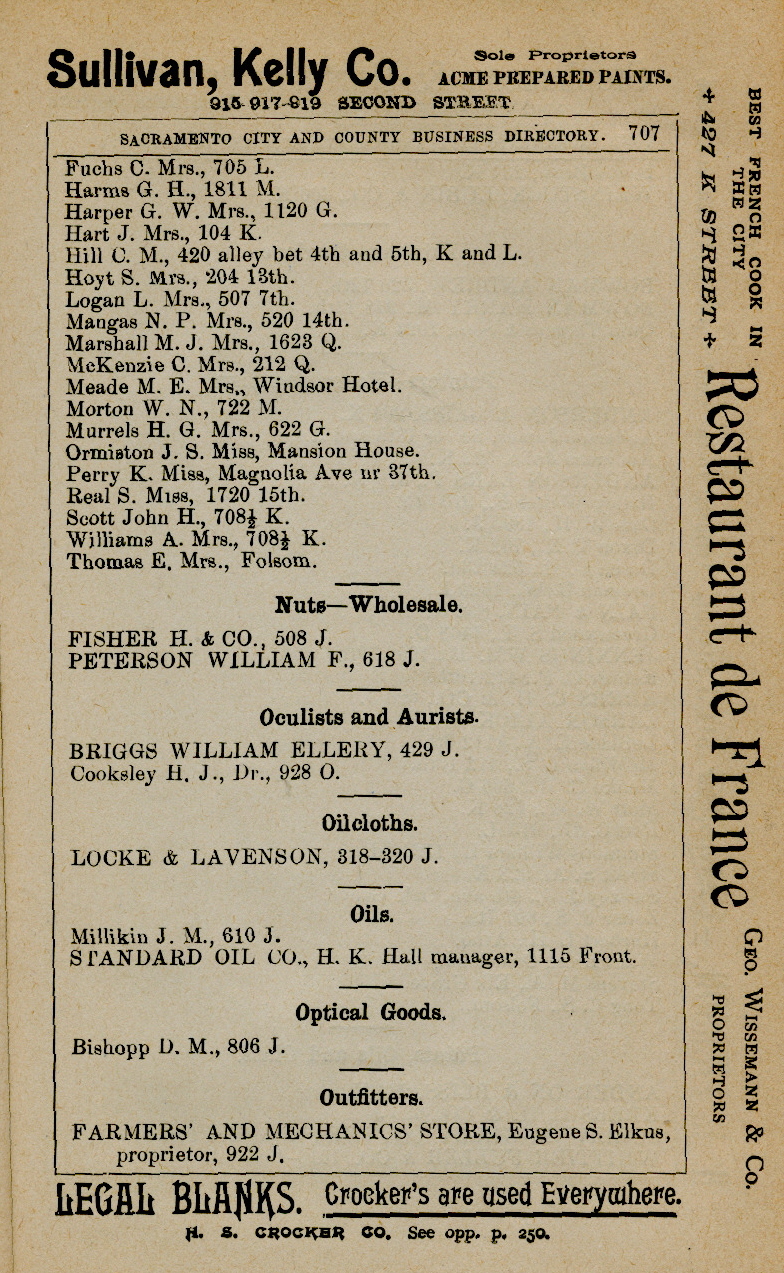 Sullivan, Kelly Co.
Sole Proprietors
ACME PREPARED PAINTS.
915-917-919 SECOND STREET.
SACRAMENTO CITY AND COUNTY BUSINESS DIRECTORY. 707
Fuchs C. Mrs., 705 L.
Harms G. H., 1811 M.
Harper G. W. Mrs., 1120 G.
Hart J. Mrs., 104 K.
Hill C. M., 420 alley bet 4th and 5th, K and L.
Hoyt S. Mrs., 204 13th.
Logan L. Mrs., 507 7th.
Mangas N. P. Mrs., 520 14th.
Marshall M. J. Mrs., 1623 Q.
McKenzie C. Mrs., 212 Q.
Meade M. E. Mrs., Windsor Hotel.
Morton W. N., 722 M.
Murrels H. G. Mrs., 622 G.
Ormiston J. S. Miss, Mansion House.
Perry K. Miss, Magnolia Ave nr 37th.
Real S. Miss, 1720 15th.
Scott John H., 708½ K.
Williams A. Mrs., 708½ K.
Thomas E. Mrs., Folsom.
Nuts—Wholesale.
FISHER H. & CO., 508 J.
PETERSON WILLIAM F., 618 J.
Oculists and Aurists.
BRIGGS WILLIAM ELLERY, 429 J.
Cooksley H. J., Dr., 928 O.
Oilcloths.
LOCKE & LAVENSON, 318–320 J.
Oils.
Millikin J. M., 610 J.
STANDARD OIL CO., H. K. Hall manager, 1115 Front.
Optical Goods.
Bishopp D. M., 806 J.
Outfitters.
FARMERS' AND MECHANICS' STORE, Eugene S. Elkus,
proprietor, 922 J.
LEGAL BLANKS. Crocker's are used Everywhere.
H. S. CROCKER CO. See opp. p. 250.
BEST FRENCH COOK IN
THE CITY
+ 427 K STREET +
Restaurant de France
GEO. WISSEMANN & CO.
PROPRIETORS